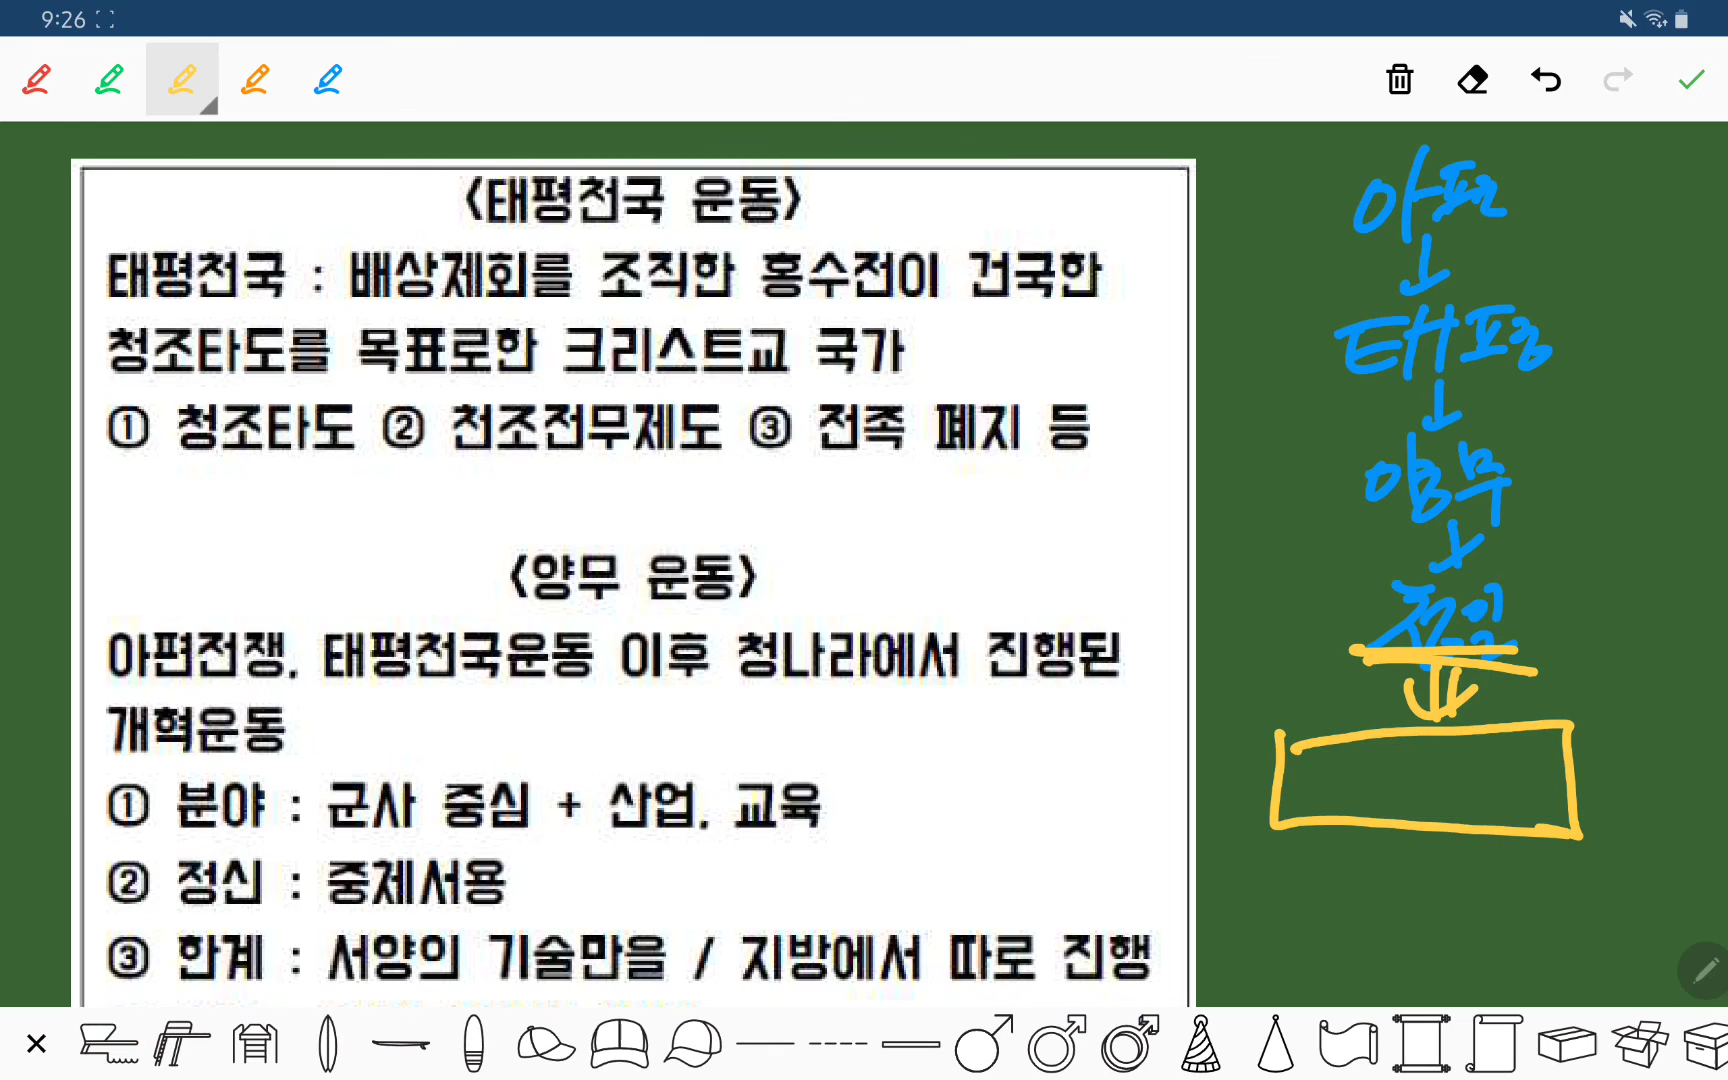 9:26
<태평천국 운동>
태평천국 : 배상제회를 조직한 홍수전이 건국한
청조타도를 목표로한 크리스트교 국가
① 청조타도 ② 천조전무제도 ③ 전족 폐지 등
<양무 운동>
아편전쟁, 태평천국운동 이후 청나라에서 진행된
개혁운동
① 분야 : 군사 중심 + 산업, 교육
② 정신 : 중체서용
③ 한계 : 서양의 기술만을 / 지방에서 따로 진행
아편
태평
양무